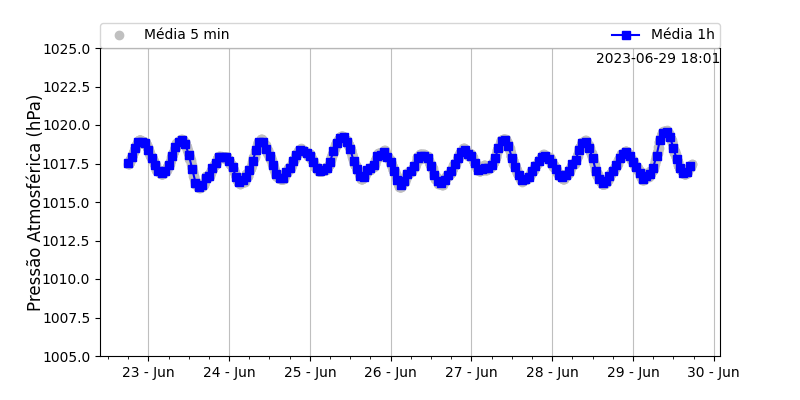 Média 5 min
Média 1h
2023-06-29 18:01
Pressão Atmosférica (hPa)
1025.0
1022.5
1020.0
1017.5
1015.0
1012.5
1010.0
1007.5
1005.0
23 - Jun
24 - Jun
25 - Jun
26 - Jun
27 - Jun
28 - Jun
29 - Jun
30 - Jun